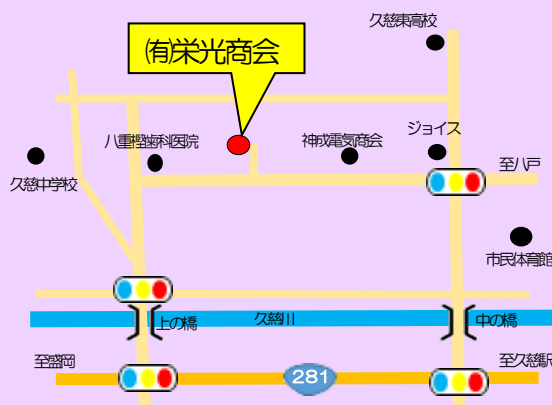 久慈東高校
㈲栄光商会
八重樫歯科医院
神成電気商会
ジョイス
至八戸
久慈中学校
市民体育館
上の橋
久慈川
中の橋
至盛岡
281
至久慈駅